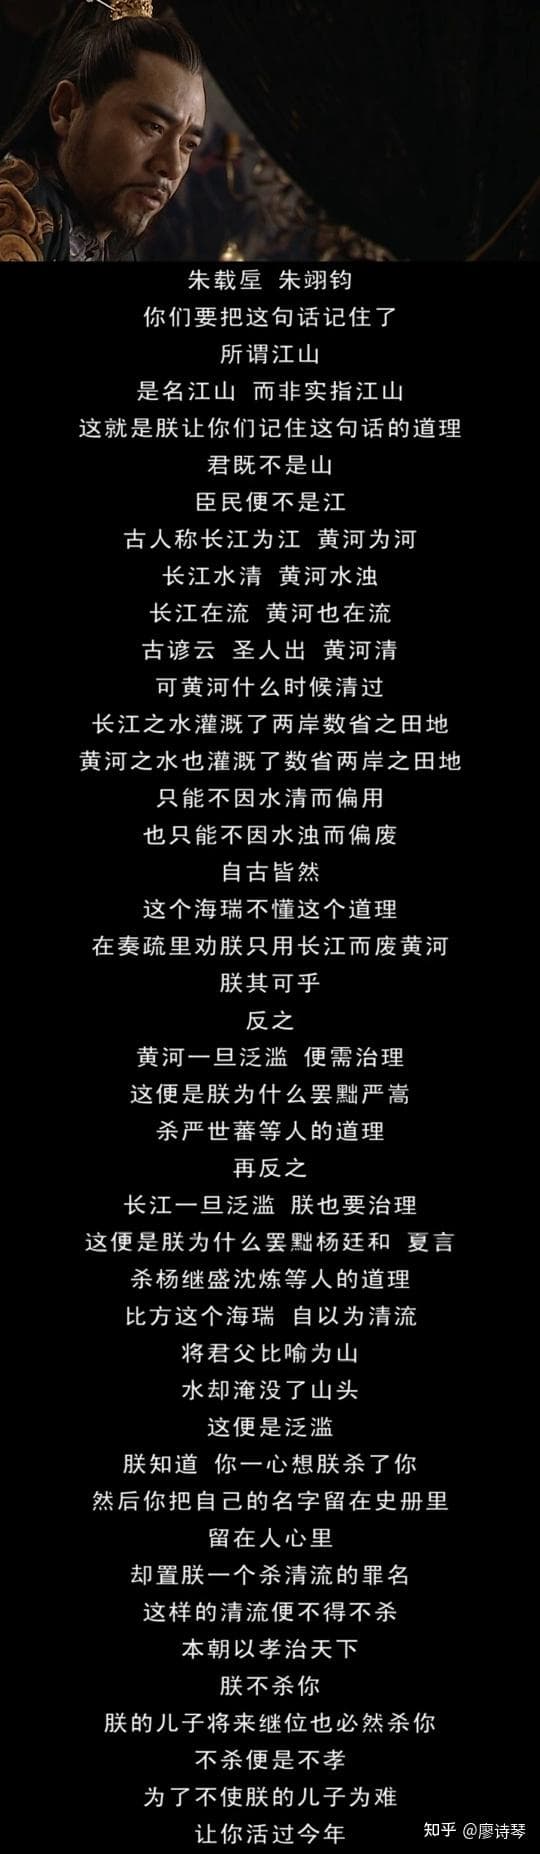 朱载垕 朱翊钧
你们要把这句话记住了
所谓江山
是名江山 而非实指江山
这就是朕让你们记住这句话的道理
君既不是山
臣民便不是江
古人称长江为江 黄河为河
长江水清 黄河水浊
长江在流 黄河也在流
古谚云 圣人出 黄河清
可黄河什么时候清过
长江之水灌溉了两岸数省之田地
黄河之水也灌溉了数省两岸之田地
只能不因水清而偏用
也只能不因水浊而偏废
自古皆然
这个海瑞不懂这个道理
在奏疏里劝朕只用长江而废黄河
朕其可乎
反之
黄河一旦泛滥 便需治理
这便是朕为什么罢黜严嵩
杀严世蕃等人的道理
再反之
长江一旦泛滥 朕也要治理
这便是朕为什么罢黜杨廷和 夏言
杀杨继盛沈炼等人的道理
比方这个海瑞 自以为清流
将君父比喻为山
水却淹没了山头
这便是泛滥
朕知道 你一心想朕杀了你
然后你把自己的名字留在史册里
留在人心里
却置朕一个杀清流的罪名
这样的清流便不得不杀
本朝以孝治天下
朕不杀你
朕的儿子将来继位也必然杀你
不杀便是不孝
为了不使朕的儿子为难
让你活过今年
知乎 @廖诗琴